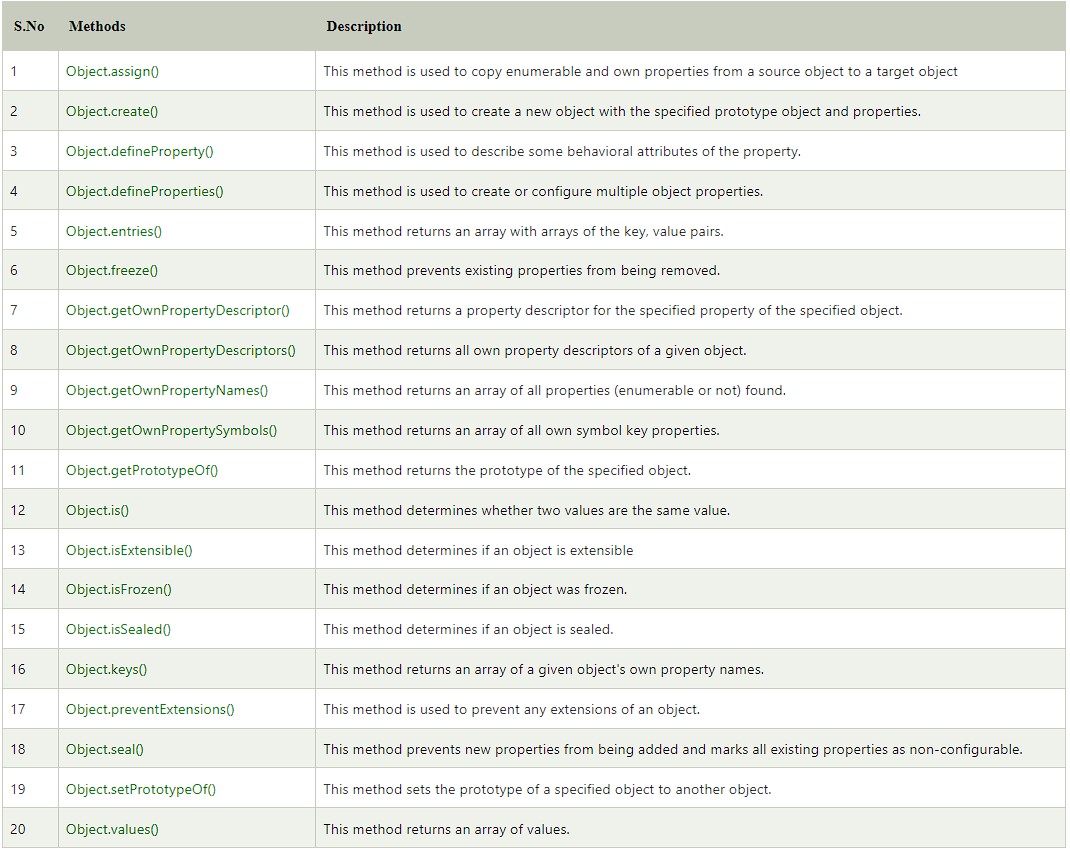 S.No Methods Description
1 Object.assign() This method is used to copy enumerable and own properties from a source object to a target object
2 Object.create() This method is used to create a new object with the specified prototype object and properties.
3 Object.defineProperty() This method is used to describe some behavioral attributes of the property.
4 Object.defineProperties() This method is used to create or configure multiple object properties.
5 Object.entries() This method returns an array with arrays of the key, value pairs.
6 Object.freeze() This method prevents existing properties from being removed.
7 Object.getOwnPropertyDescriptor() This method returns a property descriptor for the specified property of the specified object.
8 Object.getOwnPropertyDescriptors() This method returns all own property descriptors of a given object.
9 Object.getOwnPropertyNames() This method returns an array of all properties (enumerable or not) found.
10 Object.getOwnPropertySymbols() This method returns an array of all own symbol key properties.
11 Object.getPrototypeOf() This method returns the prototype of the specified object.
12 Object.is() This method determines whether two values are the same value.
13 Object.isExtensible() This method determines if an object is extensible
14 Object.isFrozen() This method determines if an object was frozen.
15 Object.isSealed() This method determines if an object is sealed.
16 Object.keys() This method returns an array of a given object's own property names.
17 Object.preventExtensions() This method is used to prevent any extensions of an object.
18 Object.seal() This method prevents new properties from being added and marks all existing properties as non-configurable.
19 Object.setPrototypeOf() This method sets the prototype of a specified object to another object.
20 Object.values() This method returns an array of values.